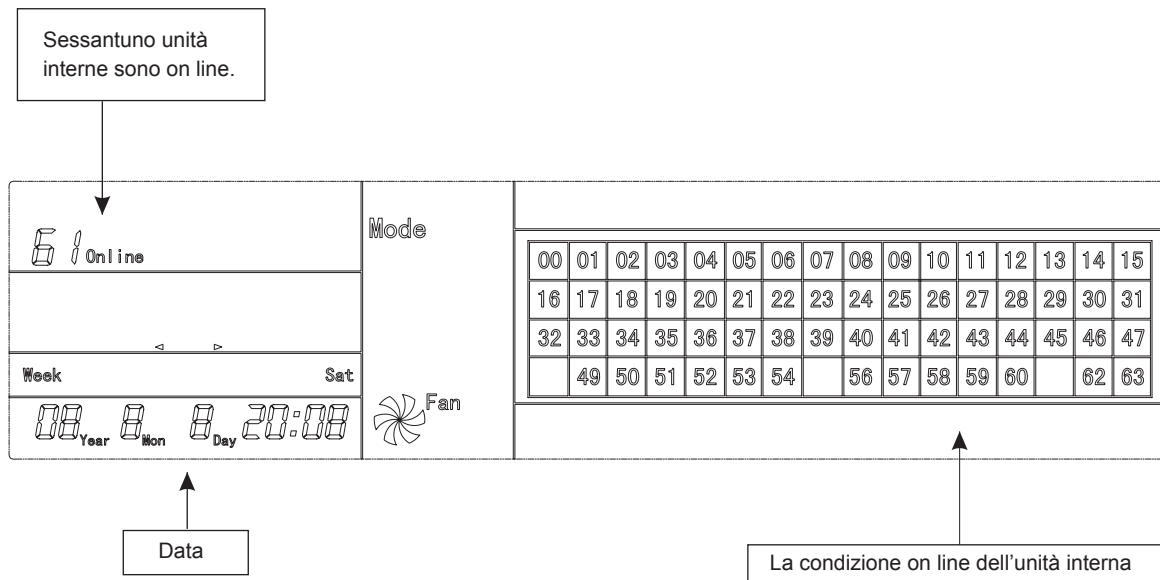 Sessantuno unità
interne sono on line.
61 Online
Mode
00 01 02 03 04 05 06 07 08 09 10 11 12 13 14 15
16 17 18 19 20 21 22 23 24 25 26 27 28 29 30 31
32 33 34 35 36 37 38 39 40 41 42 43 44 45 46 47
49 50 51 52 53 54 56 57 58 59 60 62 63
Week Sat
08 Year 8 Mon 8 Day 20:08
Fan
Data
La condizione on line dell'unità interna